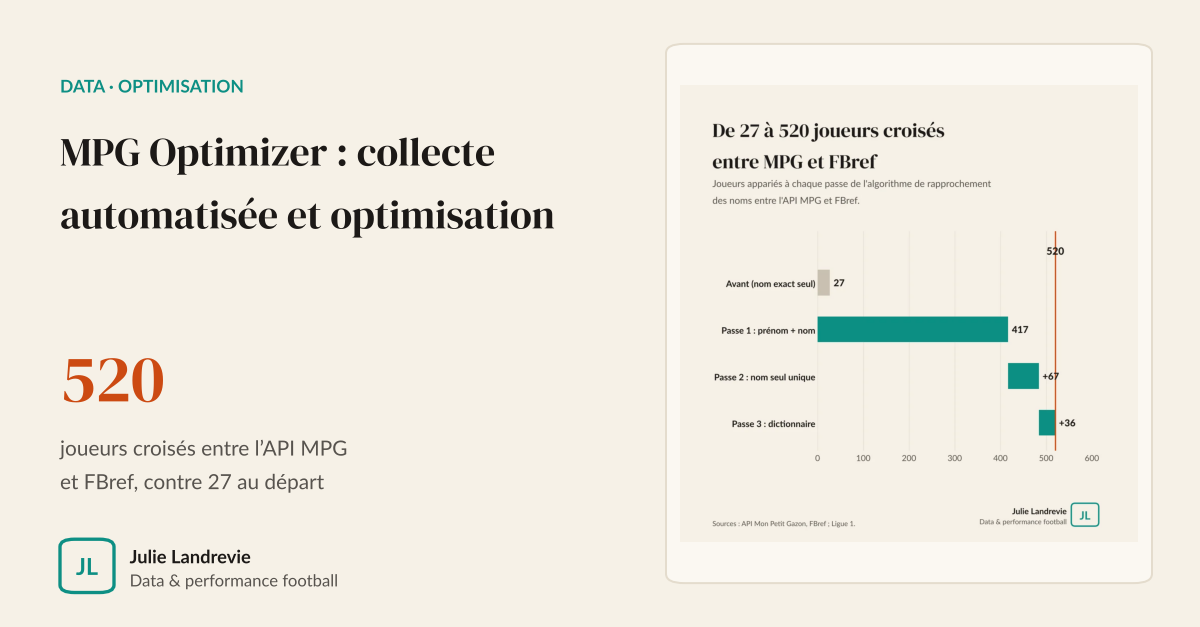 DATA · OPTIMISATION
MPG Optimizer : collecte
automatisée et optimisation
520
joueurs croisés entre l’API MPG
et FBref, contre 27 au départ
JL
Julie Landrevie
Data & performance football
De 27 à 520 joueurs croisés
entre MPG et FBref
Joueurs appariés à chaque passe de l'algorithme de rapprochement
des noms entre l'API MPG et FBref.
520
Avant (nom exact seul) 27
Passe 1 : prénom + nom 417
Passe 2 : nom seul unique +67
Passe 3 : dictionnaire +36
0 100 200 300 400 500 600
Sources : API Mon Petit Gazon, FBref ; Ligue 1.
Julie Landrevie
Data & performance football
JL